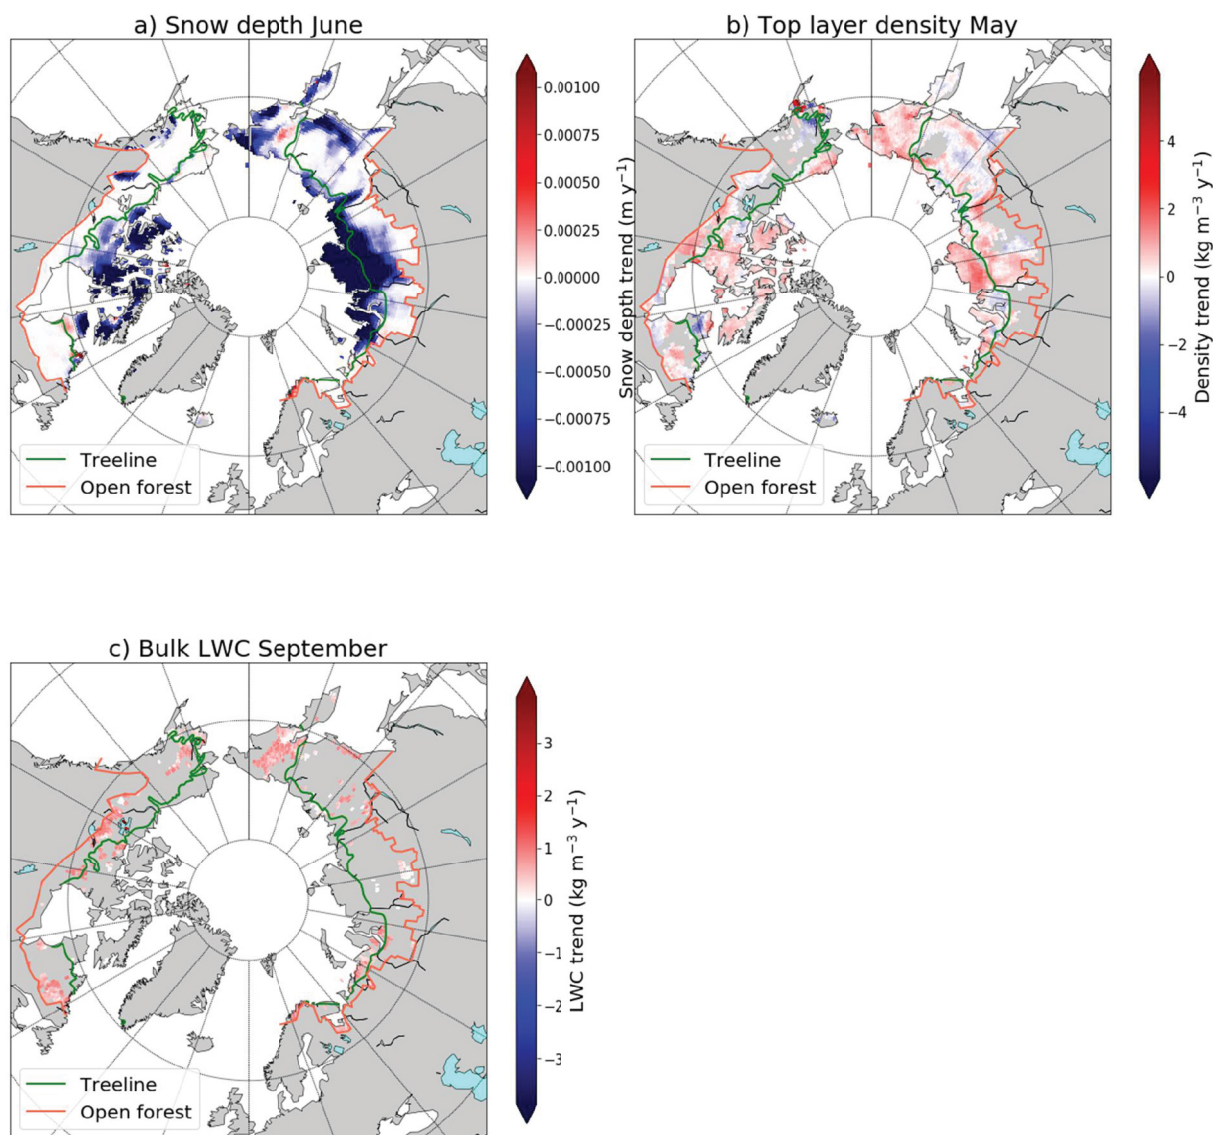 a) Snow depth June
0.00100
0.00075
0.00050
0.00025
0.00000
−0.00025
−0.00050
−0.00075
−0.00100
Snow depth trend (m y⁻¹)
Treeline
Open forest
b) Top layer density May
4
2
0
−2
−4
Density trend (kg m⁻³ y⁻¹)
Treeline
Open forest
c) Bulk LWC September
3
2
1
0
−1
−2
−3
LWC trend (kg m⁻³ y⁻¹)
Treeline
Open forest